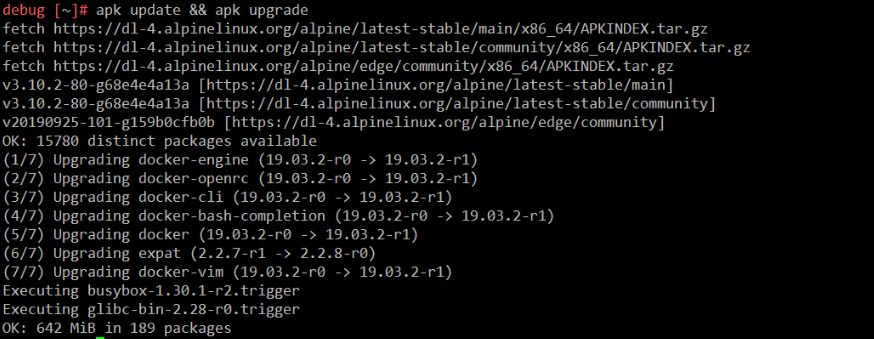 debug [~]# apk update && apk upgrade
fetch https://dl-4.alpinelinux.org/alpine/latest-stable/main/x86_64/APKINDEX.tar.gz
fetch https://dl-4.alpinelinux.org/alpine/latest-stable/community/x86_64/APKINDEX.tar.gz
fetch https://dl-4.alpinelinux.org/alpine/edge/community/x86_64/APKINDEX.tar.gz
v3.10.2-80-g68e4e4a13a [https://dl-4.alpinelinux.org/alpine/latest-stable/main]
v3.10.2-80-g68e4e4a13a [https://dl-4.alpinelinux.org/alpine/latest-stable/community]
v20190925-101-g159b0cfb0b [https://dl-4.alpinelinux.org/alpine/edge/community]
OK: 15780 distinct packages available
(1/7) Upgrading docker-engine (19.03.2-r0 -> 19.03.2-r1)
(2/7) Upgrading docker-openrc (19.03.2-r0 -> 19.03.2-r1)
(3/7) Upgrading docker-cli (19.03.2-r0 -> 19.03.2-r1)
(4/7) Upgrading docker-bash-completion (19.03.2-r0 -> 19.03.2-r1)
(5/7) Upgrading docker (19.03.2-r0 -> 19.03.2-r1)
(6/7) Upgrading expat (2.2.7-r1 -> 2.2.8-r0)
(7/7) Upgrading docker-vim (19.03.2-r0 -> 19.03.2-r1)
Executing busybox-1.30.1-r2.trigger
Executing glibc-bin-2.28-r0.trigger
OK: 642 MiB in 189 packages